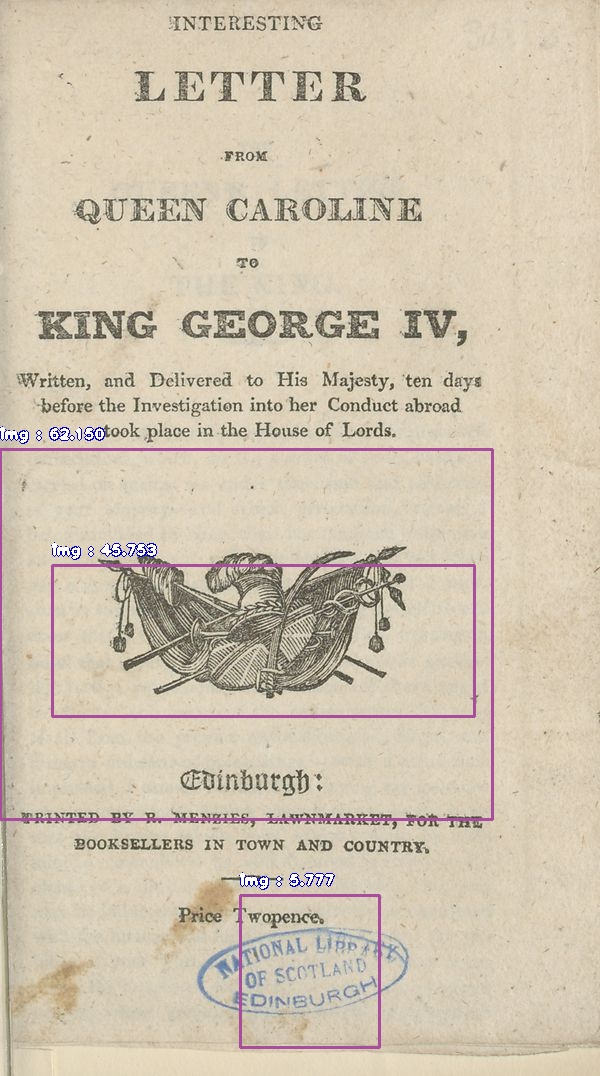 INTERESTING
LETTER
FROM
QUEEN CAROLINE
TO
KING GEORGE IV,
Written, and Delivered to His Majesty, ten days
before the Investigation into her Conduct abroad
took place in the House of Lords.
img : 62.150
img : 45.753
Edinburgh:
PRINTED BY R. MENZIES, LAWNMARKET, FOR THE
BOOKSELLERS IN TOWN AND COUNTRY.
img : 5.777
Price Twopence.
NATIONAL LIBRARY
OF SCOTLAND
EDINBURGH